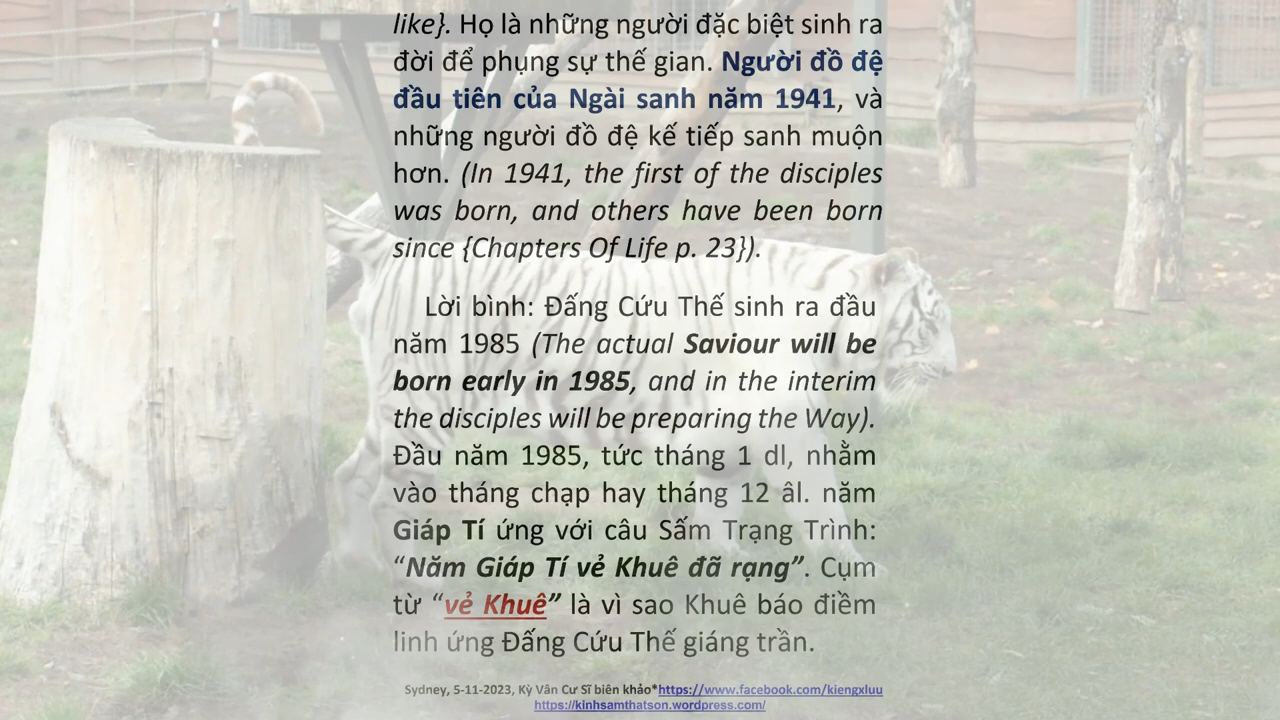 like}. Họ là những người đặc biệt sinh ra
đời để phụng sự thế gian. Người đồ đệ
đầu tiên của Ngài sanh năm 1941, và
những người đồ đệ kế tiếp sanh muộn
hơn. (In 1941, the first of the disciples
was born, and others have been born
since {Chapters Of Life p. 23}).
Lời bình: Đấng Cứu Thế sinh ra đầu
năm 1985 (The actual Saviour will be
born early in 1985, and in the interim
the disciples will be preparing the Way).
Đầu năm 1985, tức tháng 1 dl, nhằm
vào tháng chạp hay tháng 12 âl. năm
Giáp Tí ứng với câu Sấm Trạng Trình:
“Năm Giáp Tí vẻ Khuê đã rạng”. Cụm
từ “vẻ Khuê” là vì sao Khuê báo điềm
linh ứng Đấng Cứu Thế giáng trần.
Sydney, 5-11-2023, Kỳ Vân Cư Sĩ biên khảo*https://www.facebook.com/kiengxluu
https://kinhsamthatson.wordpress.com/